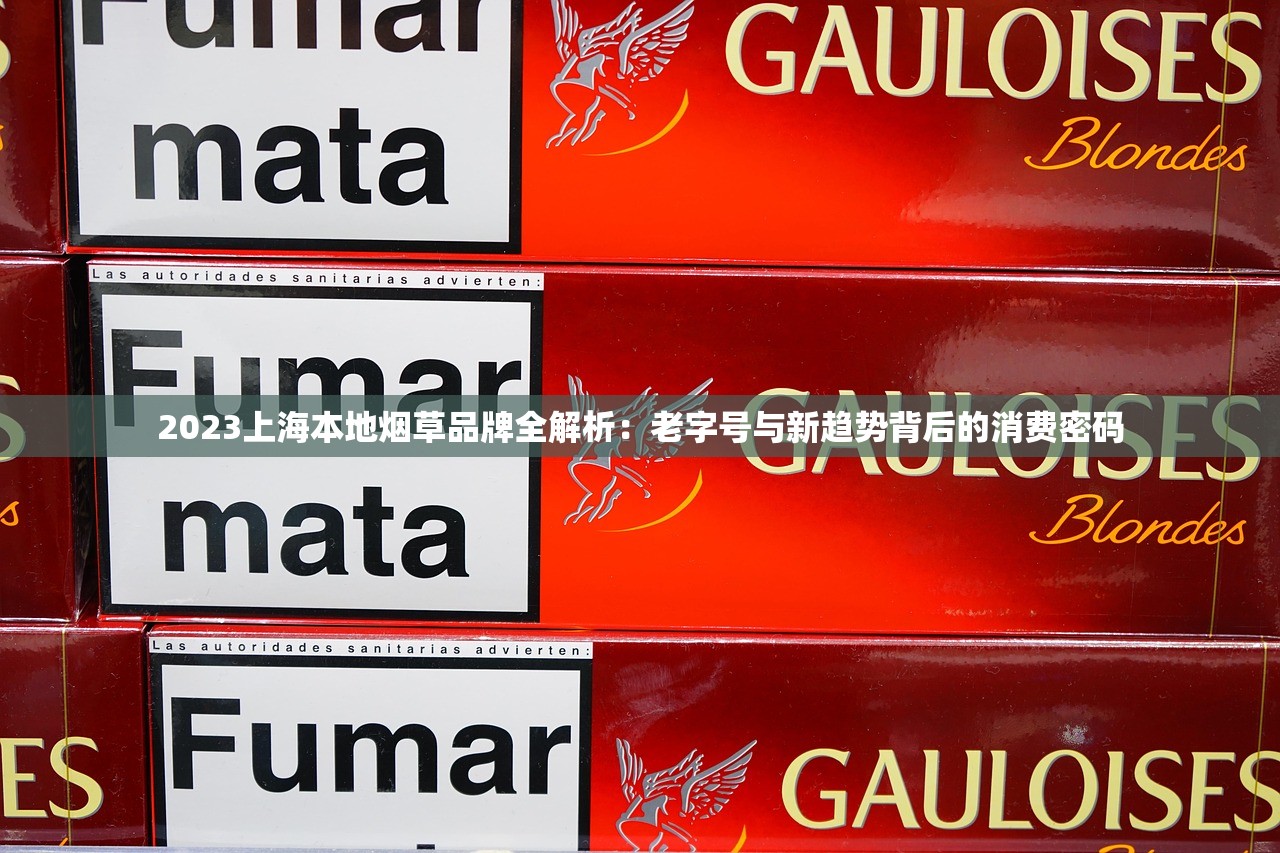 Fumar
mata
GAULOISES
Blondes
Las autoridades sanitarias advierten:
Fumar
mata
2023上海本地烟草品牌全解析：老字号与新趋势背后的消费密码
GAULOISES
Blondes
Las autoridades sanitarias advierten:
Fumar
GAULOISES
ES